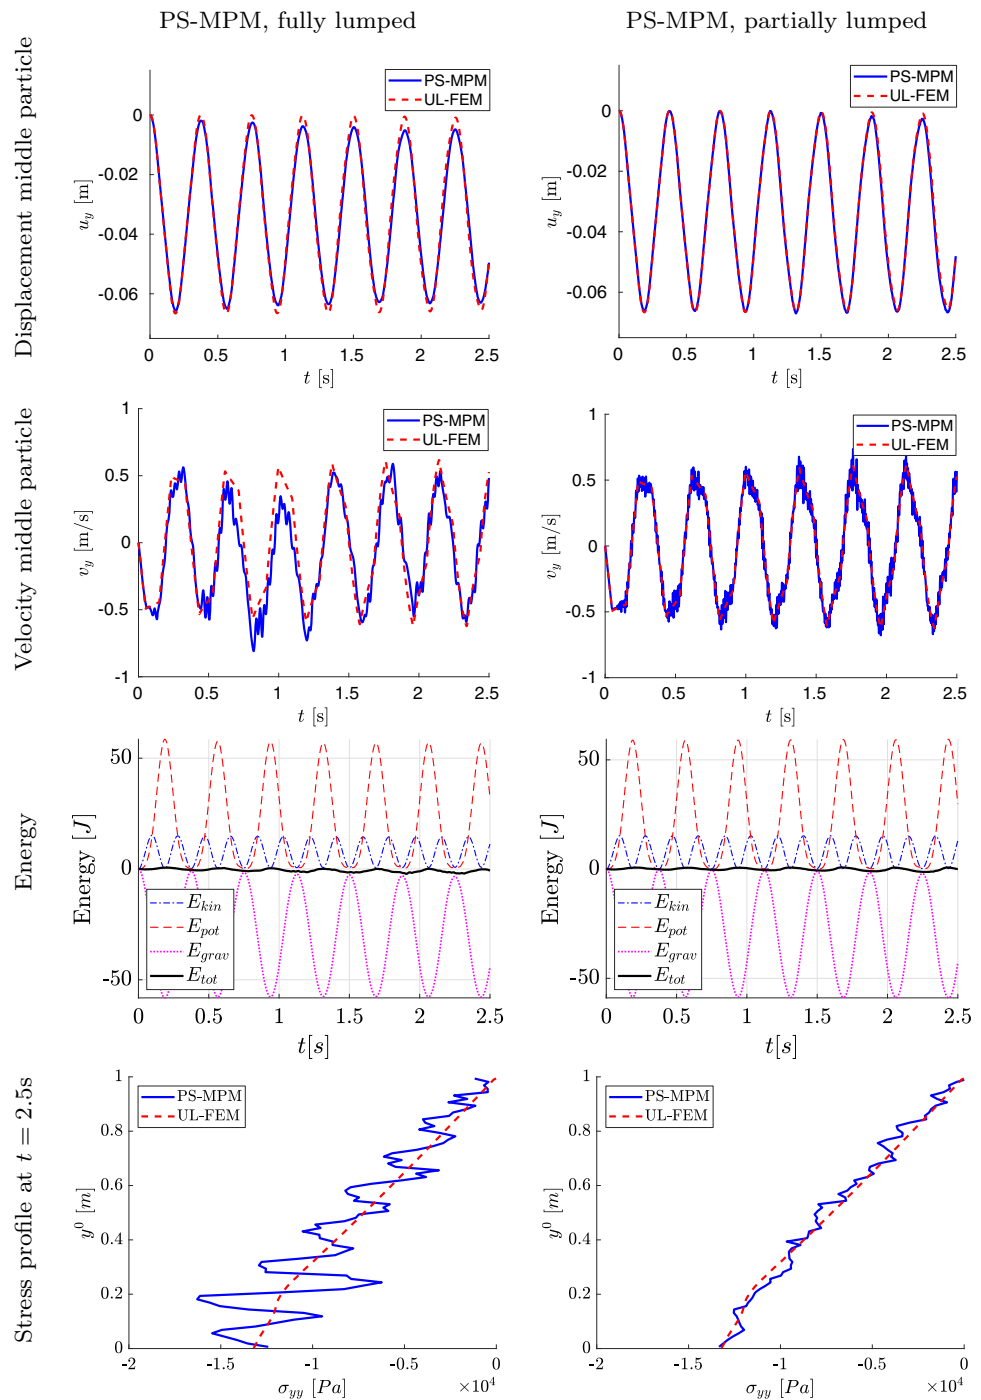 PS-MPM, fully lumped
PS-MPM, partially lumped
Displacement middle particle
PS-MPM
UL-FEM
0
-0.02
-0.04
-0.06
u_y [m]
0 0.5 1 1.5 2 2.5
t [s]
PS-MPM
UL-FEM
0
-0.02
-0.04
-0.06
u_y [m]
0 0.5 1 1.5 2 2.5
t [s]
Velocity middle particle
PS-MPM
UL-FEM
1
0.5
0
-0.5
-1
v_y [m/s]
0 0.5 1 1.5 2 2.5
t [s]
PS-MPM
UL-FEM
1
0.5
0
-0.5
-1
v_y [m/s]
0 0.5 1 1.5 2 2.5
t [s]
Energy
50
0
-50
Energy [J]
E_kin
E_pot
E_grav
E_tot
0 0.5 1 1.5 2 2.5
t[s]
50
0
-50
Energy [J]
E_kin
E_pot
E_grav
E_tot
0 0.5 1 1.5 2 2.5
t[s]
Stress profile at t = 2.5s
PS-MPM
UL-FEM
1
0.8
0.6
0.4
0.2
0
y⁰ [m]
-2 -1.5 -1 -0.5 0
σ_yy [Pa]
×10⁴
PS-MPM
UL-FEM
1
0.8
0.6
0.4
0.2
0
y⁰ [m]
-2 -1.5 -1 -0.5 0
σ_yy [Pa]
×10⁴